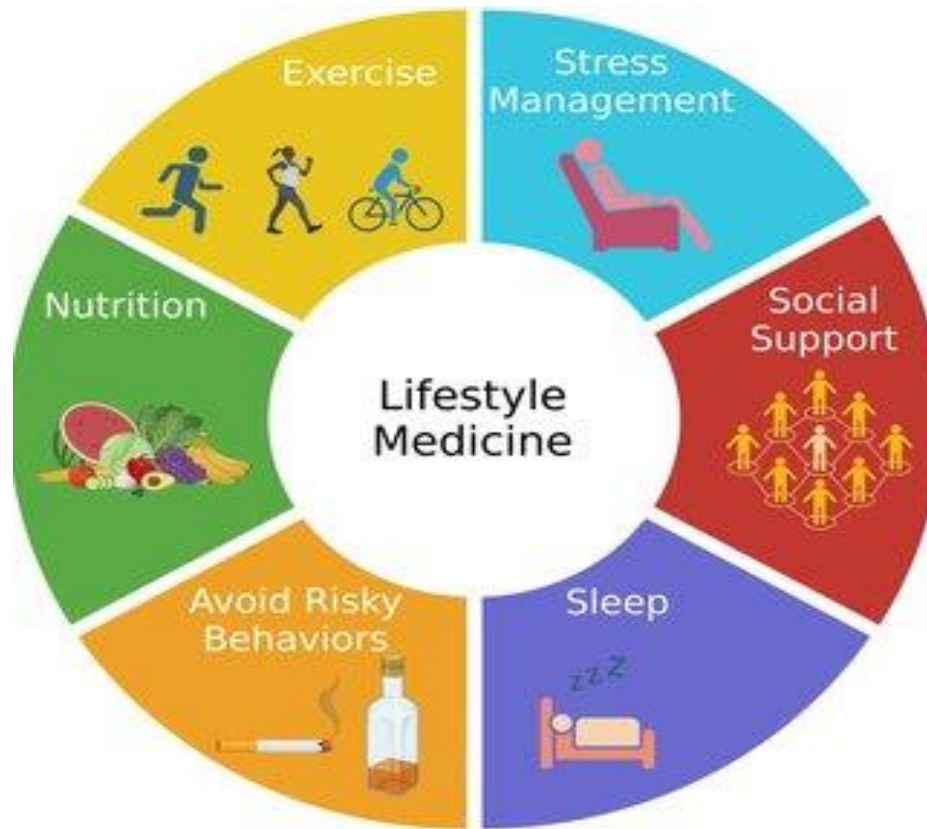 Exercise
Stress
Management
Nutrition
Social
Support
Lifestyle
Medicine
Avoid Risky
Behaviors
Sleep
zzz